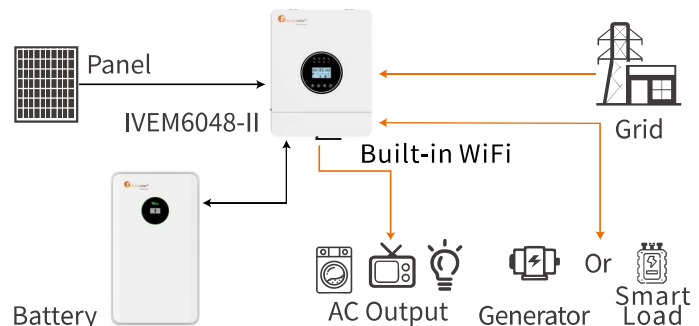 Panel
IVEM6048-II
Grid
Built-in WiFi
Battery
AC Output
Generator
Or
Smart
Load